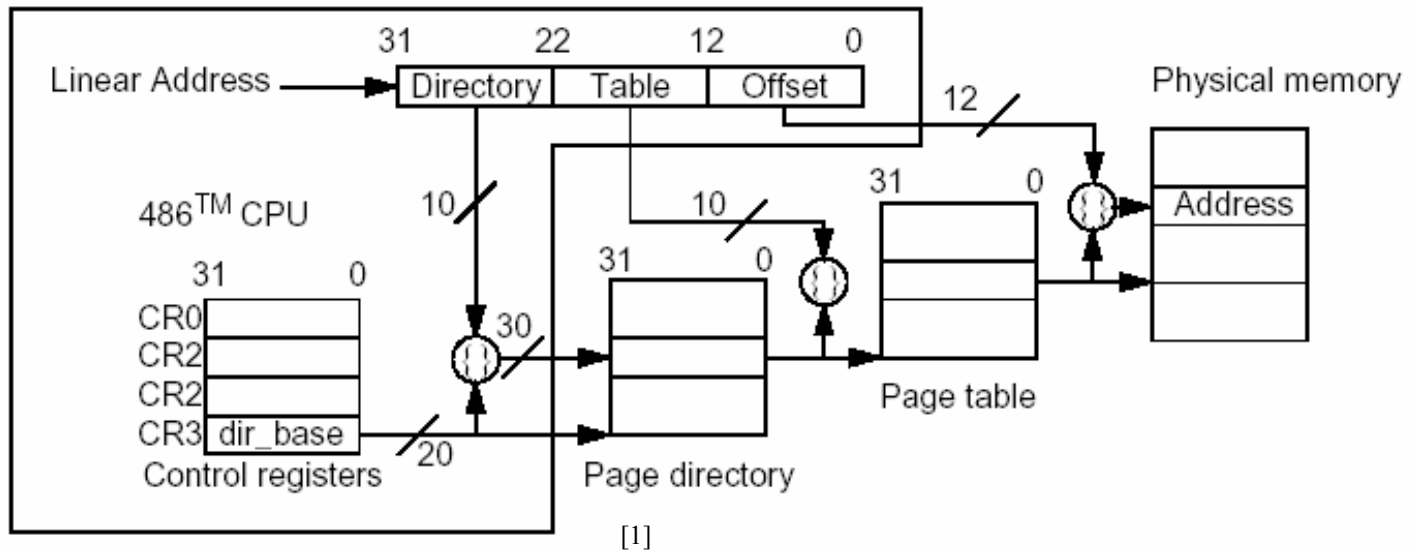 31 22 12 0
Linear Address Directory Table Offset
Physical memory
12
31 0
486TM CPU
10
10
Address
31 0
31 0
CR0
CR2
CR2
CR3 dir_base
30
20
Page table
Control registers
Page directory
[1]